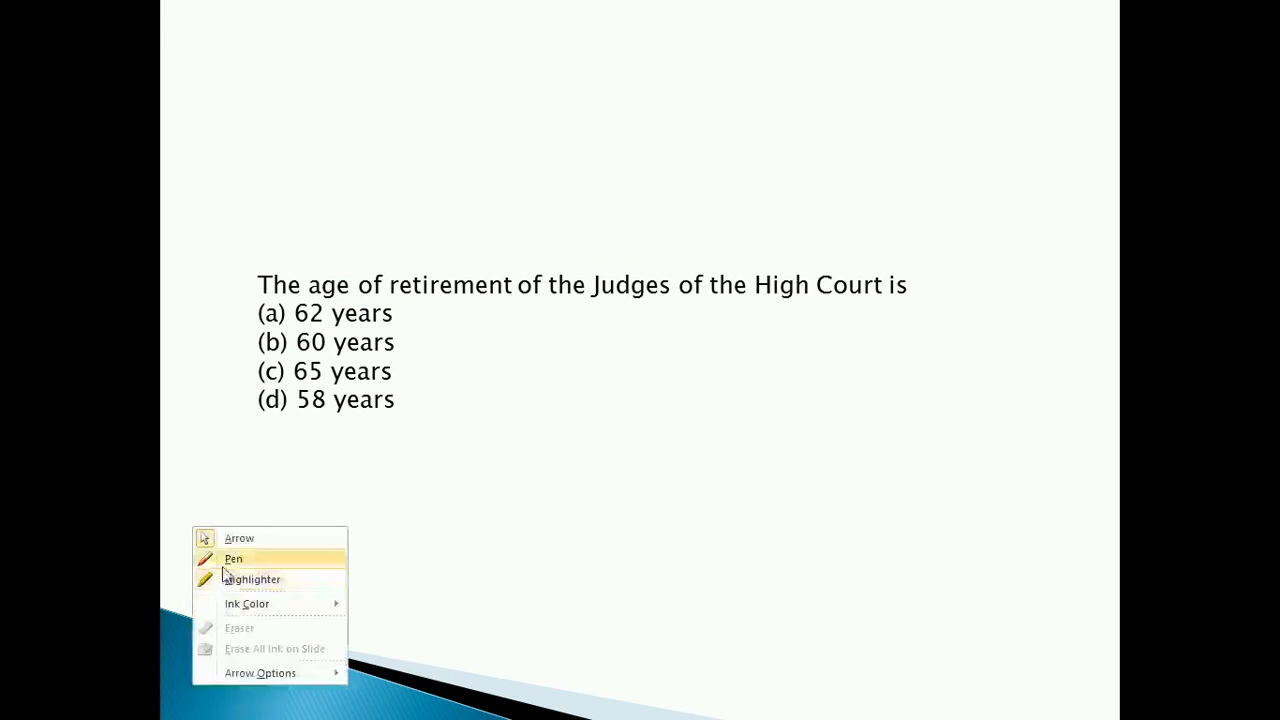 The age of retirement of the Judges of the High Court is
(a) 62 years
(b) 60 years
(c) 65 years
(d) 58 years
Arrow
Pen
Highlighter
Ink Color
Eraser
Erase All Ink on Slide
Arrow Options